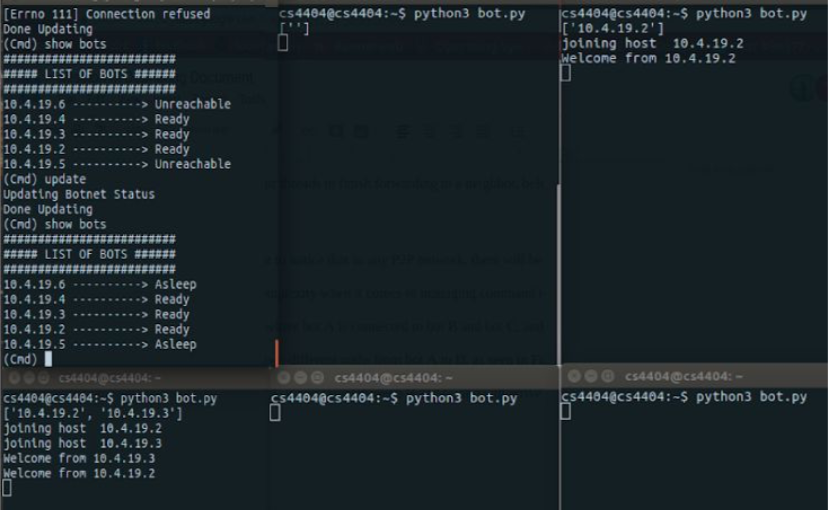 [Errno 111] Connection refused
Done Updating
(Cmd) show bots
#########################
##### LIST OF BOTS ######
#########################
10.4.19.6 ----------> Unreachable
10.4.19.4 ----------> Ready
10.4.19.3 ----------> Ready
10.4.19.2 ----------> Ready
10.4.19.5 ----------> Unreachable
(Cmd) update
Updating Botnet Status
Done Updating
(Cmd) show bots
#########################
##### LIST OF BOTS ######
#########################
10.4.19.6 ----------> Asleep
10.4.19.4 ----------> Ready
10.4.19.3 ----------> Ready
10.4.19.2 ----------> Ready
10.4.19.5 ----------> Asleep
(Cmd)
cs4404@cs4404:~$ python3 bot.py
['']
cs4404@cs4404:~$ python3 bot.py
['10.4.19.2']
joining host  10.4.19.2
Welcome from 10.4.19.2
cs4404@cs4404: ~
cs4404@cs4404:~$ python3 bot.py
['10.4.19.2', '10.4.19.3']
joining host  10.4.19.2
joining host  10.4.19.3
Welcome from 10.4.19.3
Welcome from 10.4.19.2
cs4404@cs4404: ~
cs4404@cs4404:~$ python3 bot.py
cs4404@cs4404: ~
cs4404@cs4404:~$ python3 bot.py